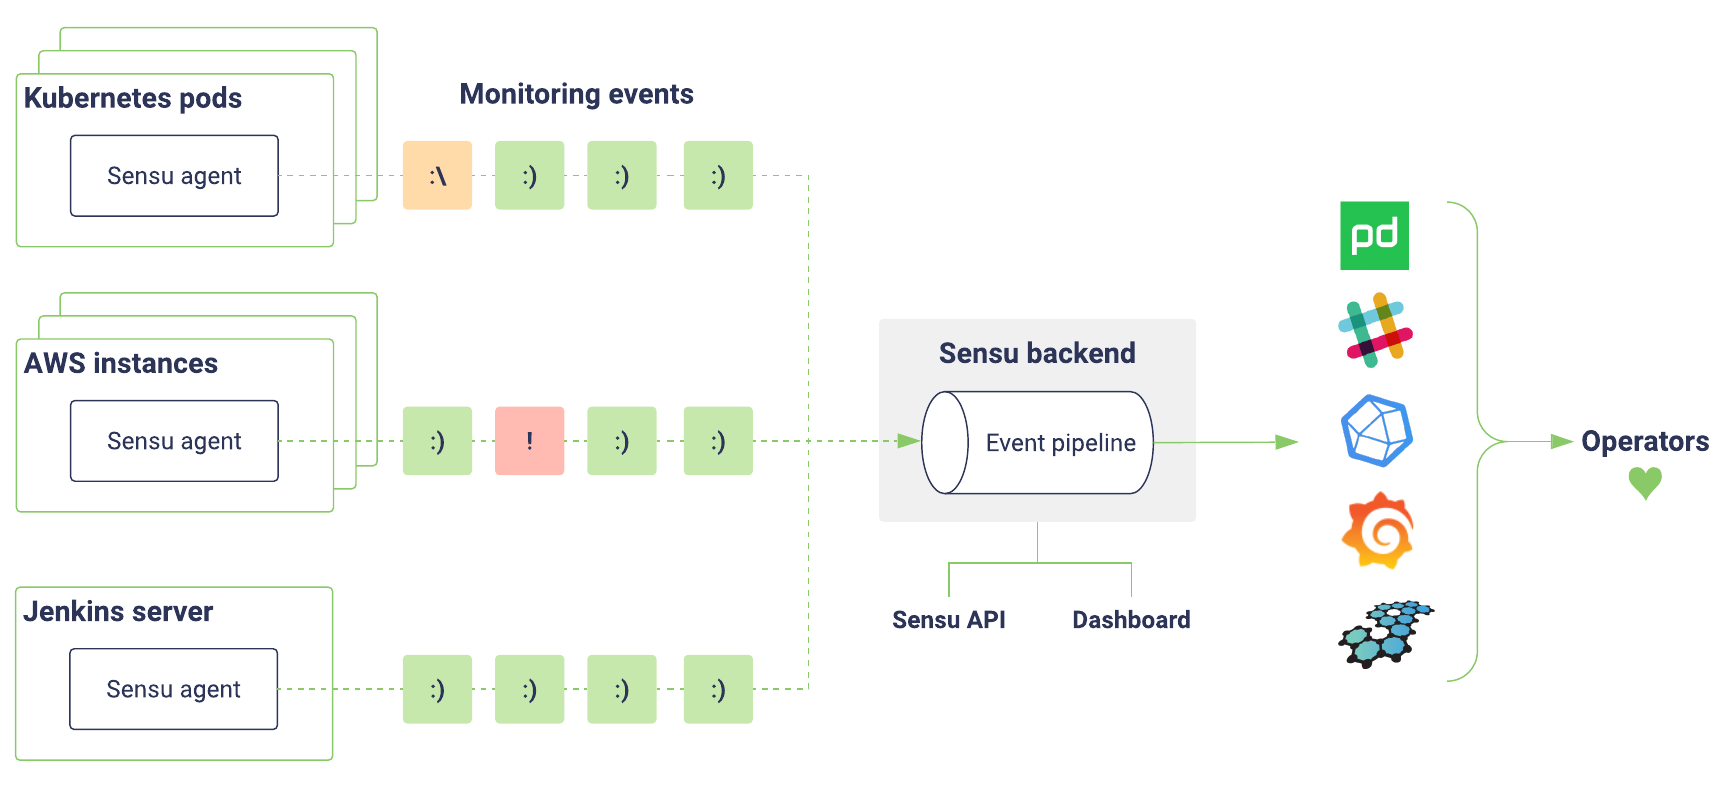 Kubernetes pods
Sensu agent
Monitoring events
:\ :) :) :)
AWS instances
Sensu agent
:) ! :) :)
Jenkins server
Sensu agent
:) :) :) :)
Sensu backend
Event pipeline
Sensu API
Dashboard
pd
Operators